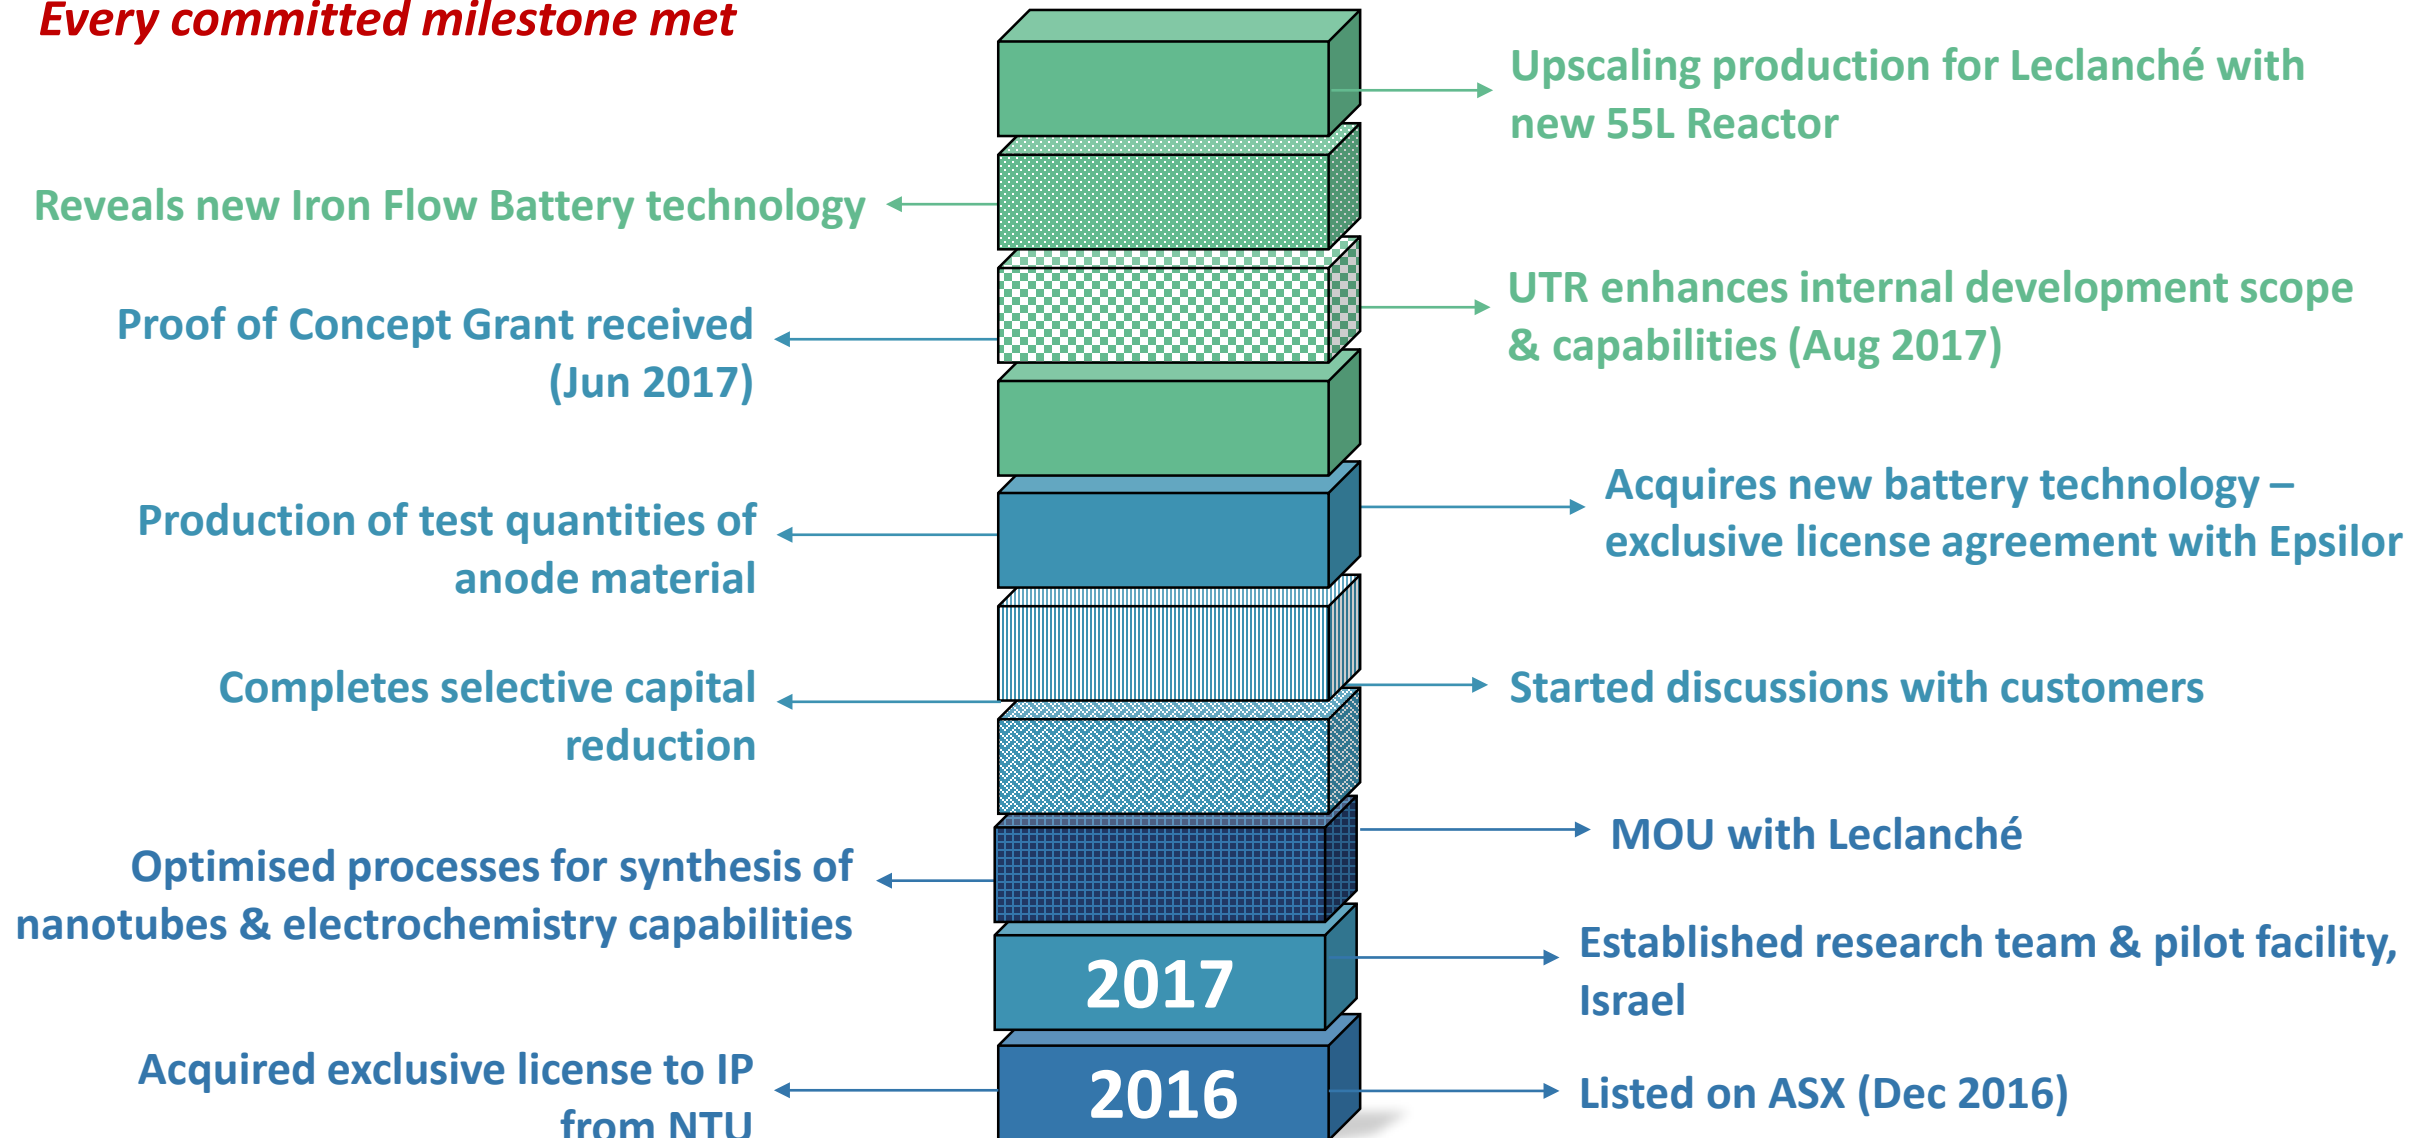 Every committed milestone met
Upscaling production for Leclanché with
new 55L Reactor
Reveals new Iron Flow Battery technology
UTR enhances internal development scope
& capabilities (Aug 2017)
Proof of Concept Grant received
(Jun 2017)
Acquires new battery technology –
exclusive license agreement with Epsilor
Production of test quantities of
anode material
Completes selective capital
reduction
Started discussions with customers
MOU with Leclanché
Optimised processes for synthesis of
nanotubes & electrochemistry capabilities
Established research team & pilot facility,
Israel
2017
Acquired exclusive license to IP
from NTU
2016
Listed on ASX (Dec 2016)